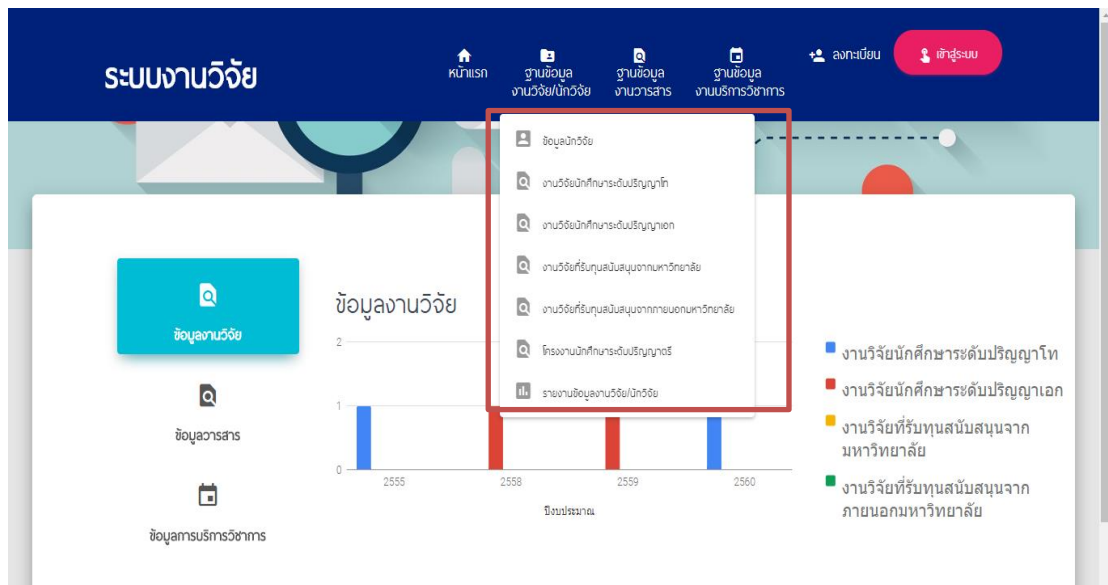 ระบบงานวิจัย
หน้าแรก
ฐานข้อมูล
งานวิจัย/นักวิจัย
ฐานข้อมูล
งานวารสาร
ฐานข้อมูล
งานบริการวิชาการ
ลงทะเบียน
เข้าสู่ระบบ
ข้อมูลนักวิจัย
งานวิจัยนักศึกษาระดับปริญญาโท
งานวิจัยนักศึกษาระดับปริญญาเอก
งานวิจัยที่รับทุนสนับสนุนจากมหาวิทยาลัย
งานวิจัยที่รับทุนสนับสนุนจากภายนอกมหาวิทยาลัย
โครงงานนักศึกษาระดับปริญญาตรี
รายงานข้อมูลงานวิจัย/นักวิจัย
ข้อมูลงานวิจัย
ข้อมูลวารสาร
ข้อมูลการบริการวิชาการ
ข้อมูลงานวิจัย
2
1
0
2555
2558
2559
2560
ปีงบประมาณ
งานวิจัยนักศึกษาระดับปริญญาโท
งานวิจัยนักศึกษาระดับปริญญาเอก
งานวิจัยที่รับทุนสนับสนุนจาก
มหาวิทยาลัย
งานวิจัยที่รับทุนสนับสนุนจาก
ภายนอกมหาวิทยาลัย